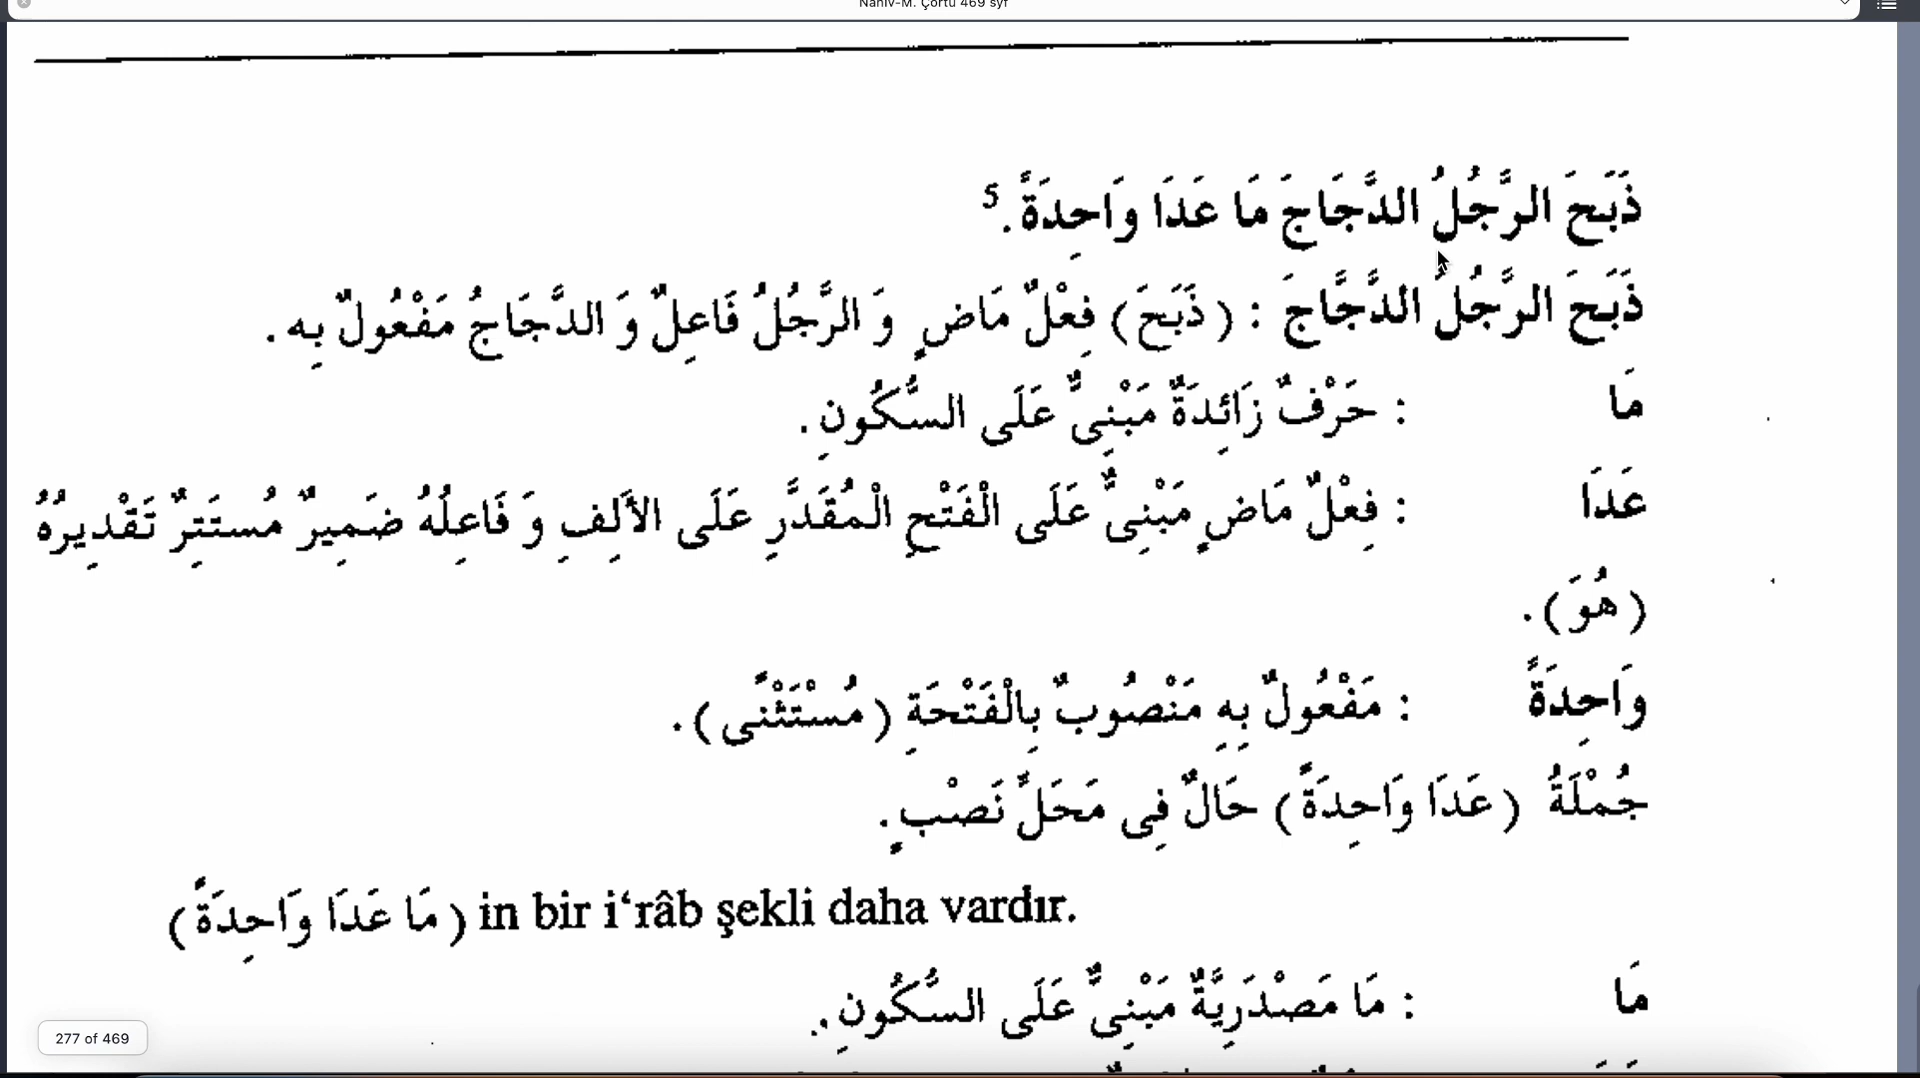 Nahiv-M. Çörtü 469 syf
ذَبَحَ الرَّجُلُ الدَّجَاجَ مَا عَدَا وَاحِدَةً. 5
ذَبَحَ الرَّجُلُ الدَّجَّاجَ : (ذَبَحَ) فِعْلٌ مَاضٍ وَ الرَّجُلُ فَاعِلٌ وَ الدَّجَاجُ مَفْعُولٌ بِه .
مَا : حَرْفٌ زَائِدَةٌ مَبْنِىٌّ عَلَى السُّكُونِ .
عَدَا : فِعْلٌ مَاضٍ مَبْنِىٌّ عَلَى الْفَتْحِ الْمُقَدَّرِ عَلَى الأَلِفِ وَ فَاعِلُهُ ضَمِيرٌ مُستَتِرٌ تَقْدِيرُهُ
(هُوَ) .
وَاحِدَةً : مَفْعُولٌ بِهِ مَنْصُوبٌ بِالْفَتْحَةِ (مُسْتَثْنًى) .
جُمْلَةُ (عَدَا وَاحِدَةً) حَالٌ فِى مَحَلِّ نَصْبٍ .
(مَا عَدَا وَاحِدَةً) in bir i‘râb şekli daha vardır.
مَا : مَا مَصْدَرِيَّةٌ مَبْنِىٌّ عَلَى السُّكُونِ .
277 of 469